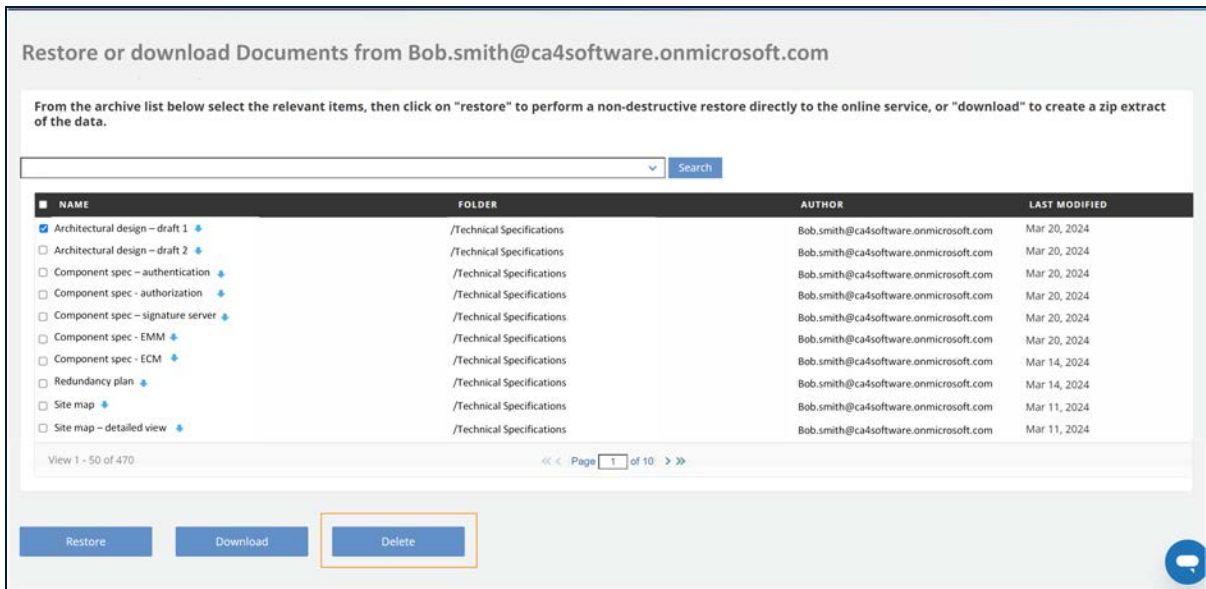 Restore or download Documents from Bob.smith@ca4software.onmicrosoft.com
From the archive list below select the relevant items, then click on "restore" to perform a non-destructive restore directly to the online service, or "download" to create a zip extract
of the data.
Search
NAME FOLDER AUTHOR LAST MODIFIED
Architectural design – draft 1 /Technical Specifications Bob.smith@ca4software.onmicrosoft.com Mar 20, 2024
Architectural design – draft 2 /Technical Specifications Bob.smith@ca4software.onmicrosoft.com Mar 20, 2024
Component spec – authentication /Technical Specifications Bob.smith@ca4software.onmicrosoft.com Mar 20, 2024
Component spec - authorization /Technical Specifications Bob.smith@ca4software.onmicrosoft.com Mar 20, 2024
Component spec – signature server /Technical Specifications Bob.smith@ca4software.onmicrosoft.com Mar 20, 2024
Component spec - EMM /Technical Specifications Bob.smith@ca4software.onmicrosoft.com Mar 20, 2024
Component spec - ECM /Technical Specifications Bob.smith@ca4software.onmicrosoft.com Mar 14, 2024
Redundancy plan /Technical Specifications Bob.smith@ca4software.onmicrosoft.com Mar 14, 2024
Site map /Technical Specifications Bob.smith@ca4software.onmicrosoft.com Mar 11, 2024
Site map – detailed view /Technical Specifications Bob.smith@ca4software.onmicrosoft.com Mar 11, 2024
View 1 - 50 of 470 Page 1 of 10
Restore Download Delete